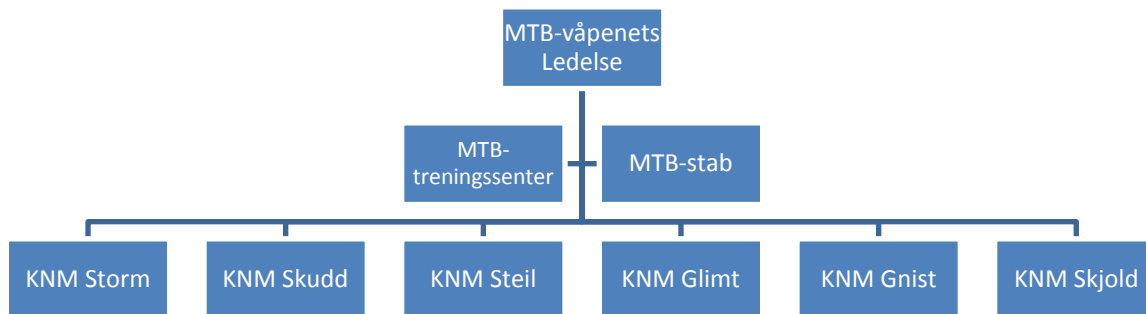 MTB-våpenets
Ledelse
MTB-
treningssenter
MTB-stab
KNM Storm
KNM Skudd
KNM Steil
KNM Glimt
KNM Gnist
KNM Skjold